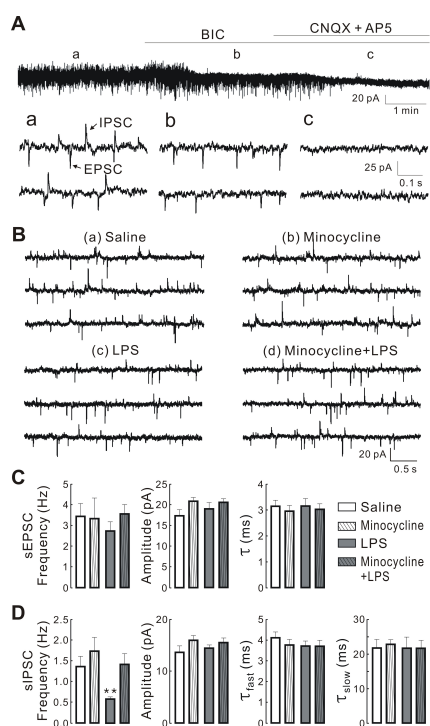 A
BIC
CNQX + AP5
a
b
c
20 pA
1 min
a
b
c
IPSC
EPSC
25 pA
0.1 s
B
(a) Saline
(b) Minocycline
(c) LPS
(d) Minocycline+LPS
20 pA
0.5 s
C
sEPSC
Frequency (Hz)
5
4
3
2
1
0
Amplitude (pA)
25
20
15
10
5
0
τ (ms)
4
3
2
1
0
Saline
Minocycline
LPS
Minocycline
+LPS
D
sIPSC
Frequency (Hz)
2.5
2.0
1.5
1.0
0.5
0.0
**
Amplitude (pA)
25
20
15
10
5
0
τfast (ms)
5
4
3
2
1
0
τslow (ms)
30
20
10
0